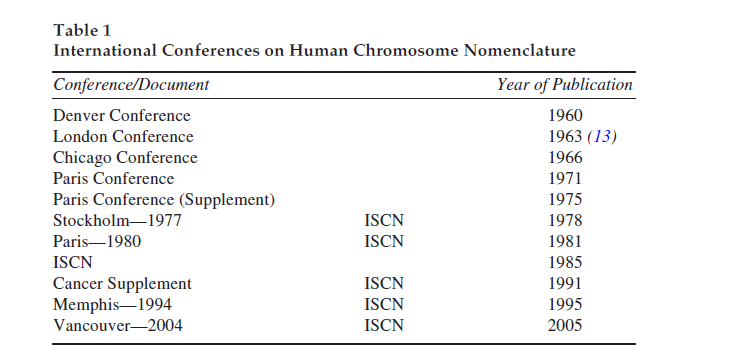 Table 1
International Conferences on Human Chromosome Nomenclature
Conference/Document Year of Publication
Denver Conference 1960
London Conference 1963 (13)
Chicago Conference 1966
Paris Conference 1971
Paris Conference (Supplement) 1975
Stockholm—1977 ISCN 1978
Paris—1980 ISCN 1981
ISCN 1985
Cancer Supplement ISCN 1991
Memphis—1994 ISCN 1995
Vancouver—2004 ISCN 2005